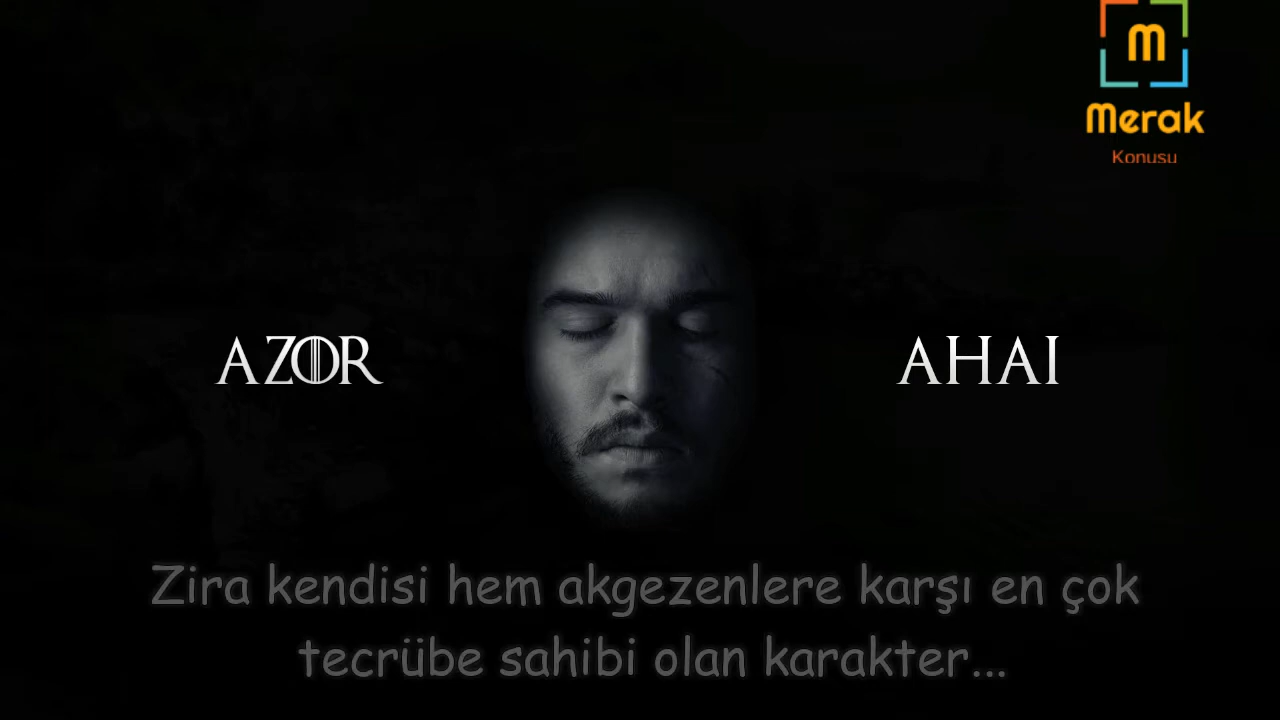 M
Merak
Konusu
AZOR AHAI
Zira kendisi hem akgezenlere karşı en çok
tecrübe sahibi olan karakter...